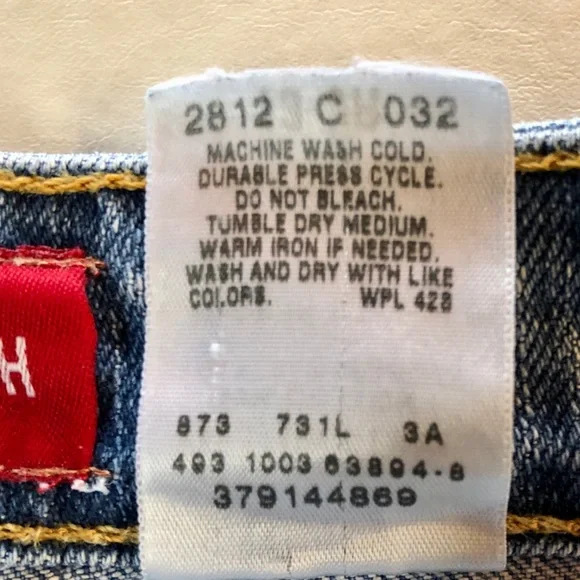 2812 C 032
MACHINE WASH COLD.
DURABLE PRESS CYCLE.
DO NOT BLEACH.
TUMBLE DRY MEDIUM.
WARM IRON IF NEEDED.
WASH AND DRY WITH LIKE
COLORS. WPL 423
H
873 731L 3A
493 1003 63894-8
379144869